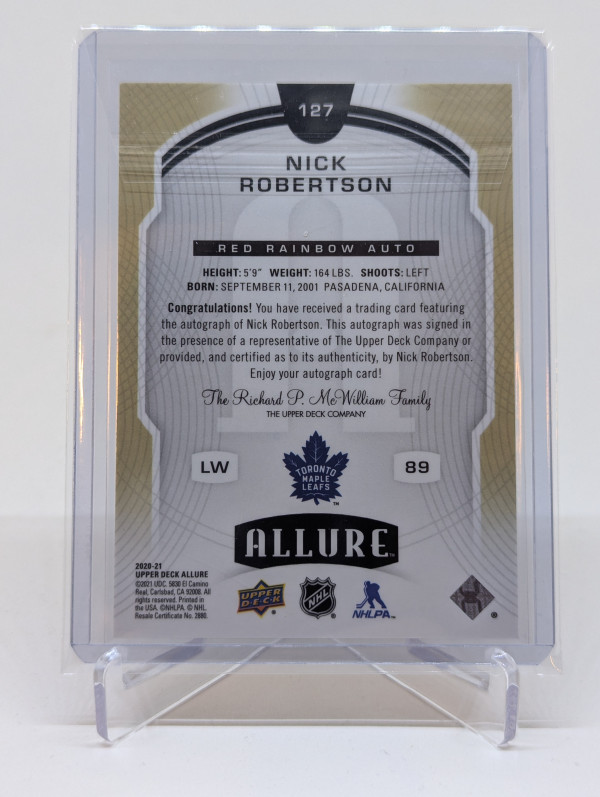 127
NICK
ROBERTSON
RED RAINBOW AUTO
HEIGHT: 5'9" WEIGHT: 164 LBS. SHOOTS: LEFT
BORN: SEPTEMBER 11, 2001 PASADENA, CALIFORNIA
Congratulations! You have received a trading card featuring
the autograph of Nick Robertson. This autograph was signed in
the presence of a representative of The Upper Deck Company or
provided, and certified as to its authenticity, by Nick Robertson.
Enjoy your autograph card!
The Richard P. McWilliam Family
THE UPPER DECK COMPANY
LW
TORONTO
MAPLE
LEAFS
TM
89
ALLURE
TM
2020-21
UPPER DECK ALLURE
©2021 UDC. 5830 El Camino
Real, Carlsbad, CA 92008. All
rights reserved. Printed in
the USA. ©NHLPA. © NHL.
Resale Certificate No. 2880.
UPPER
D·E·C·K
®
NHL
®
NHLPA
TM
®